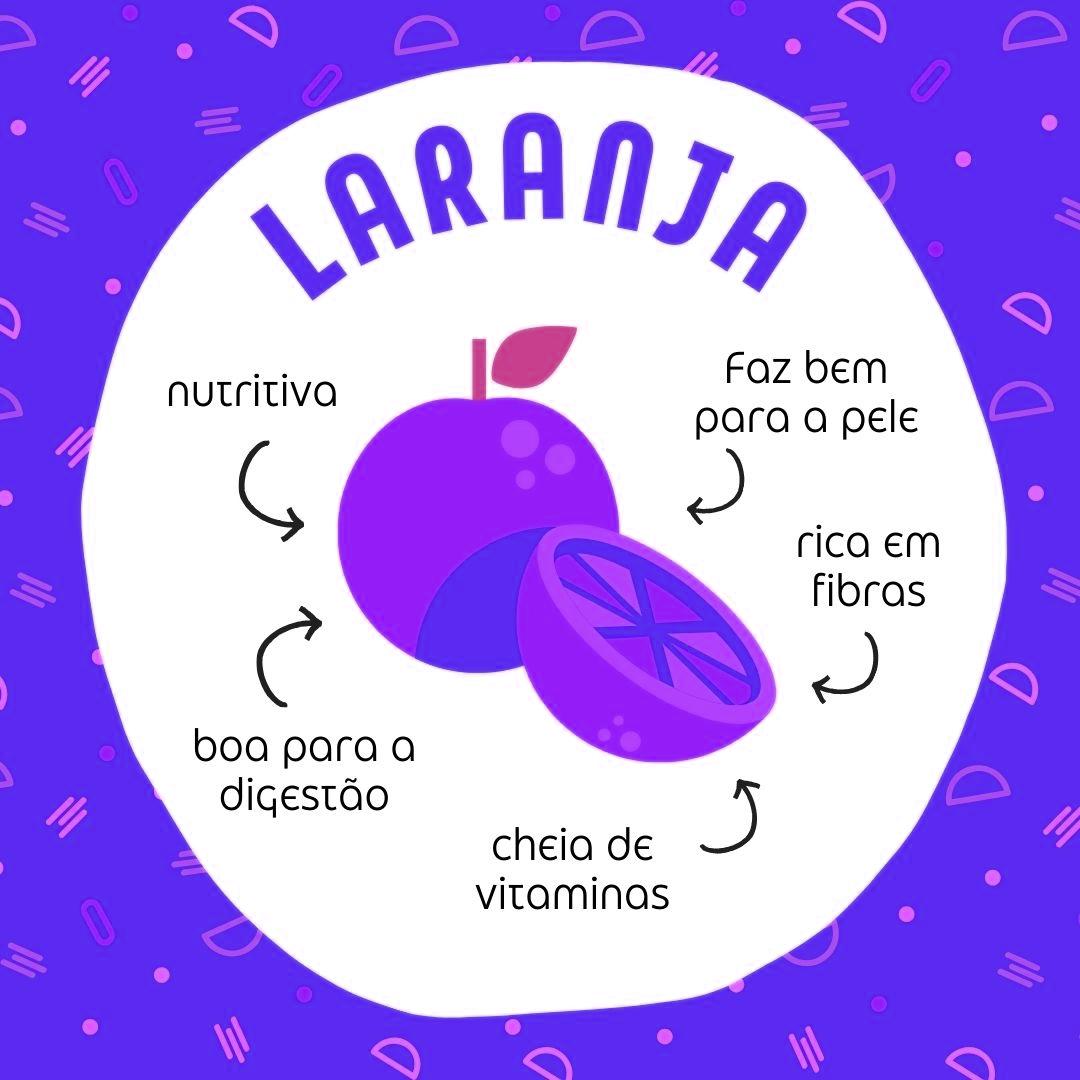 LARANJA
nutritiva
Faz bem
para a pele
rica em
fibras
boa para a
digestão
cheia de
vitaminas